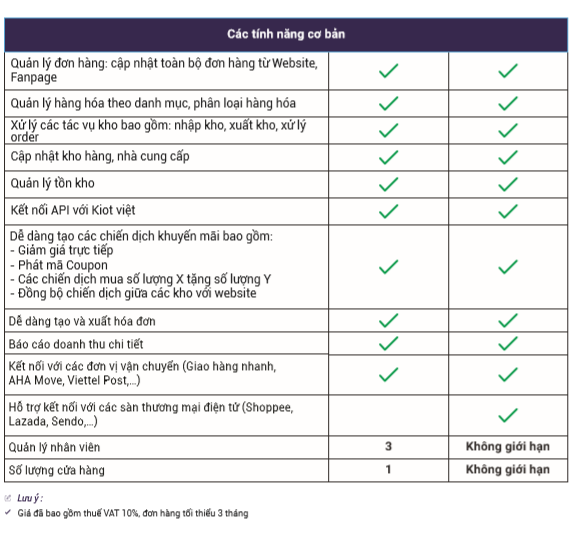 Các tính năng cơ bản
Quản lý đơn hàng: cập nhật toàn bộ đơn hàng từ Website,
Fanpage
Quản lý hàng hóa theo danh mục, phân loại hàng hóa
Xử lý các tác vụ kho bao gồm: nhập kho, xuất kho, xử lý
order
Cập nhật kho hàng, nhà cung cấp
Quản lý tồn kho
Kết nối API với Kiot việt
Dễ dàng tạo các chiến dịch khuyến mãi bao gồm:
- Giảm giá trực tiếp
- Phát mã Coupon
- Các chiến dịch mua số lượng X tặng số lượng Y
- Đồng bộ chiến dịch giữa các kho với website
Dễ dàng tạo và xuất hóa đơn
Báo cáo doanh thu chi tiết
Kết nối với các đơn vị vận chuyển (Giao hàng nhanh,
AHA Move, Viettel Post,...)
Hỗ trợ kết nối với các sàn thương mại điện tử (Shoppee,
Lazada, Sendo,...)
Quản lý nhân viên 3 Không giới hạn
Số lượng cửa hàng 1 Không giới hạn
Lưu ý :
Giá đã bao gồm thuế VAT 10%, đơn hàng tối thiểu 3 tháng